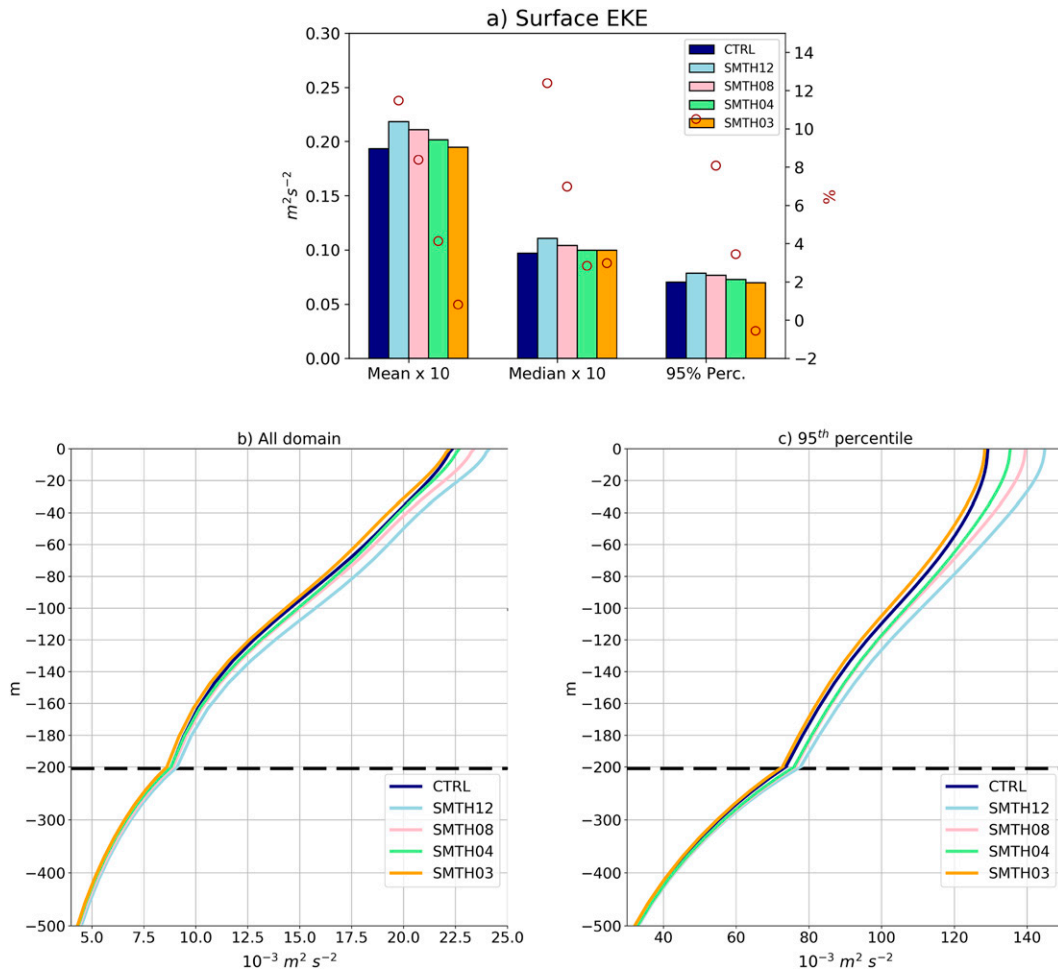 a) Surface EKE
0.30
0.25
0.20
0.15
0.10
0.05
0.00
m²s⁻²
14
12
10
8
6
4
2
0
−2
%
CTRL
SMTH12
SMTH08
SMTH04
SMTH03
Mean x 10
Median x 10
95% Perc.
b) All domain
0
−20
−40
−60
−80
−100
−120
−140
−160
−180
−200
−300
−400
−500
m
CTRL
SMTH12
SMTH08
SMTH04
SMTH03
5.0 7.5 10.0 12.5 15.0 17.5 20.0 22.5 25.0
10⁻³ m² s⁻²
c) 95ᵗʰ percentile
0
−20
−40
−60
−80
−100
−120
−140
−160
−180
−200
−300
−400
−500
m
CTRL
SMTH12
SMTH08
SMTH04
SMTH03
40 60 80 100 120 140
10⁻³ m² s⁻²